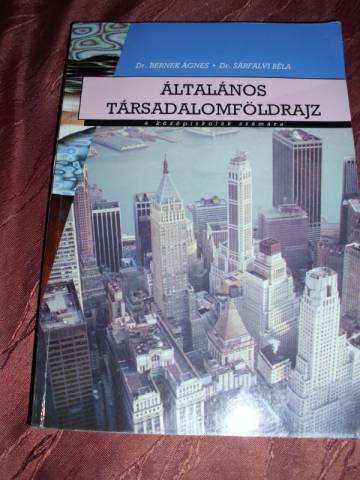 Dr. BERNEK ÁGNES • Dr. SÁRFALVI BÉLA
ÁLTALÁNOS
TÁRSADALOMFÖLDRAJZ
a középiskolák számára